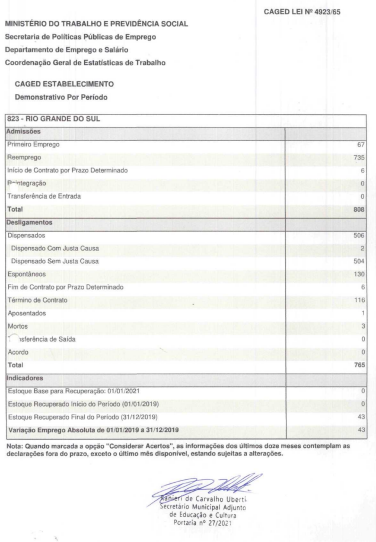 CAGED LEI Nº 4923/65
MINISTÉRIO DO TRABALHO E PREVIDÊNCIA SOCIAL
Secretaria de Políticas Públicas de Emprego
Departamento de Emprego e Salário
Coordenação Geral de Estatísticas de Trabalho
CAGED ESTABELECIMENTO
Demonstrativo Por Período
823 - RIO GRANDE DO SUL
Admissões
Primeiro Emprego 67
Reemprego 735
Início de Contrato por Prazo Determinado 6
Reintegração 0
Transferência de Entrada 0
Total 808
Desligamentos
Dispensados 506
Dispensado Com Justa Causa 2
Dispensado Sem Justa Causa 504
Espontâneos 130
Fim de Contrato por Prazo Determinado 6
Término de Contrato 116
Aposentados 1
Mortos 3
nsferência de Saída 0
Acordo 0
Total 765
Indicadores
Estoque Base para Recuperação: 01/01/2021 0
Estoque Recuperado Início do Período (01/01/2019) 0
Estoque Recuperado Final do Período (31/12/2019) 43
Variação Emprego Absoluta de 01/01/2019 a 31/12/2019 43
Nota: Quando marcada a opção "Considerar Acertos", as informações dos últimos doze meses contemplam as
declarações fora do prazo, exceto o último mês disponível, estando sujeitas a alterações.
Ranieri de Carvalho Uberti
Secretário Municipal Adjunto
de Educação e Cultura
Portaria nº 27/2021